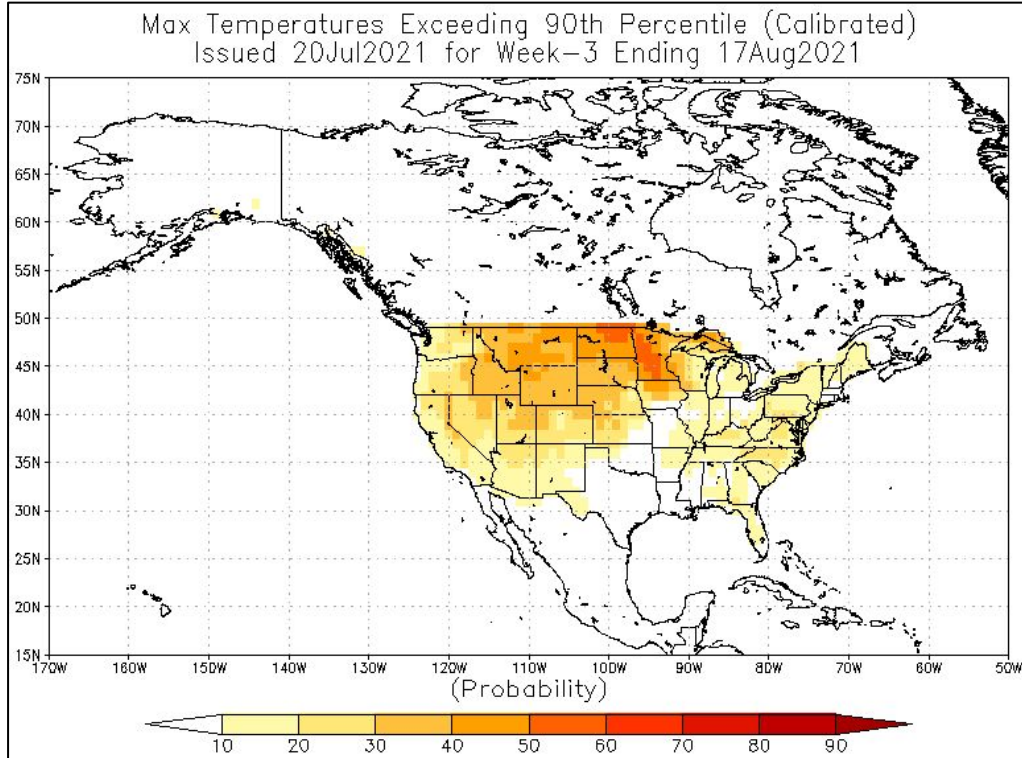 Max Temperatures Exceeding 90th Percentile (Calibrated)
Issued 20Jul2021 for Week-3 Ending 17Aug2021
75N
70N
65N
60N
55N
50N
45N
40N
35N
30N
25N
20N
15N
170W 160W 150W 140W 130W 120W 110W 100W 90W 80W 70W 60W 50W
(Probability)
10 20 30 40 50 60 70 80 90